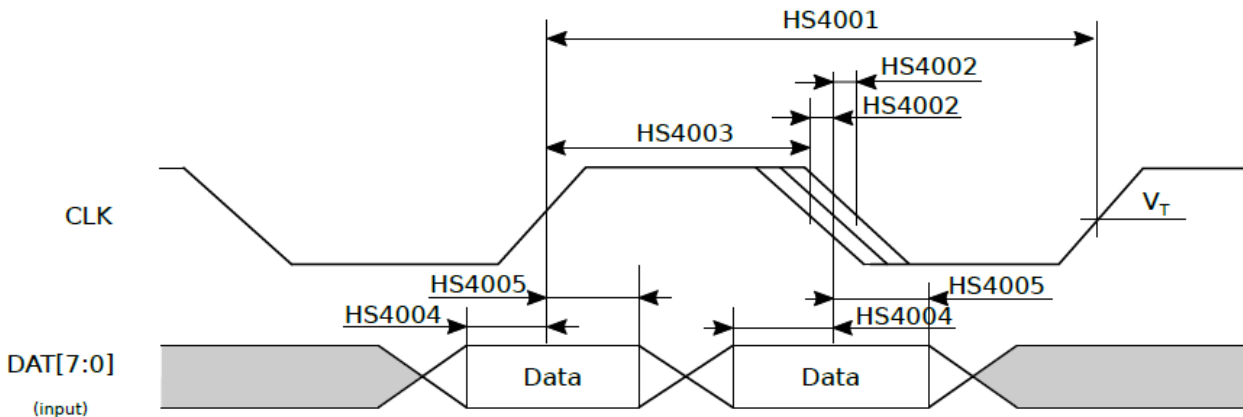 HS4001
HS4002
HS4002
HS4003
CLK
V_T
HS4005
HS4005
HS4004
HS4004
DAT[7:0]
Data
Data
(input)